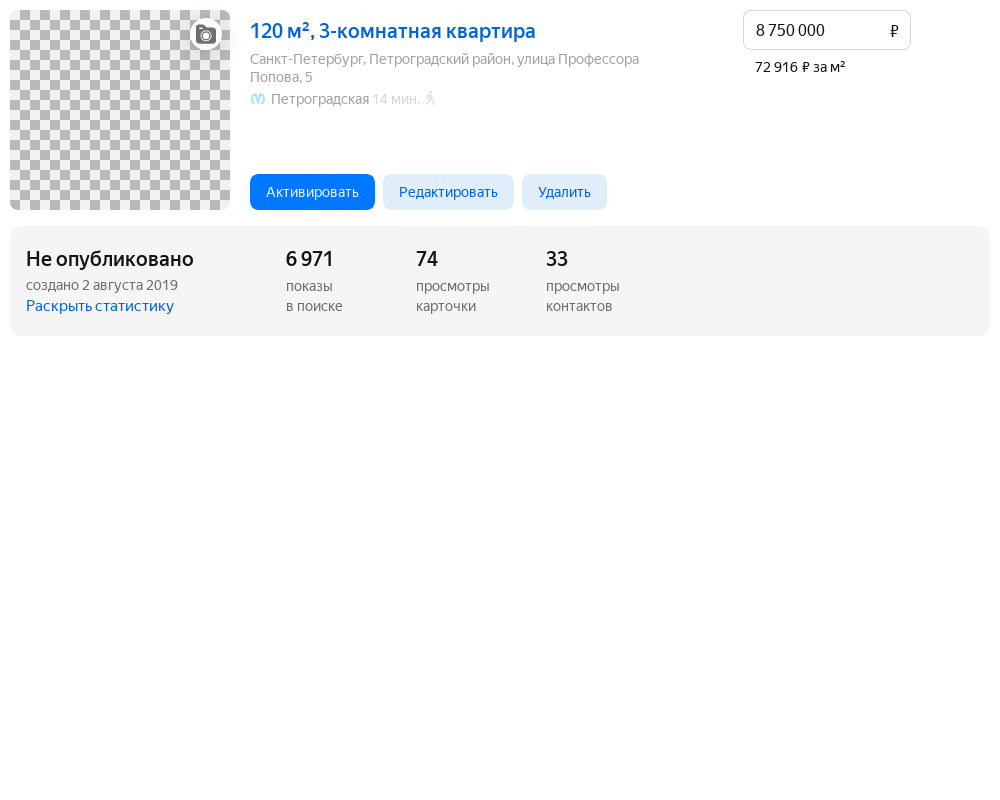 120 м², 3-комнатная квартира
Санкт-Петербург, Петроградский район, улица Профессора
Попова, 5
Петроградская 14 мин.
8 750 000 ₽
72 916 ₽ за м²
Активировать Редактировать Удалить
Не опубликовано
создано 2 августа 2019
Раскрыть статистику
6 971
показы
в поиске
74
просмотры
карточки
33
просмотры
контактов